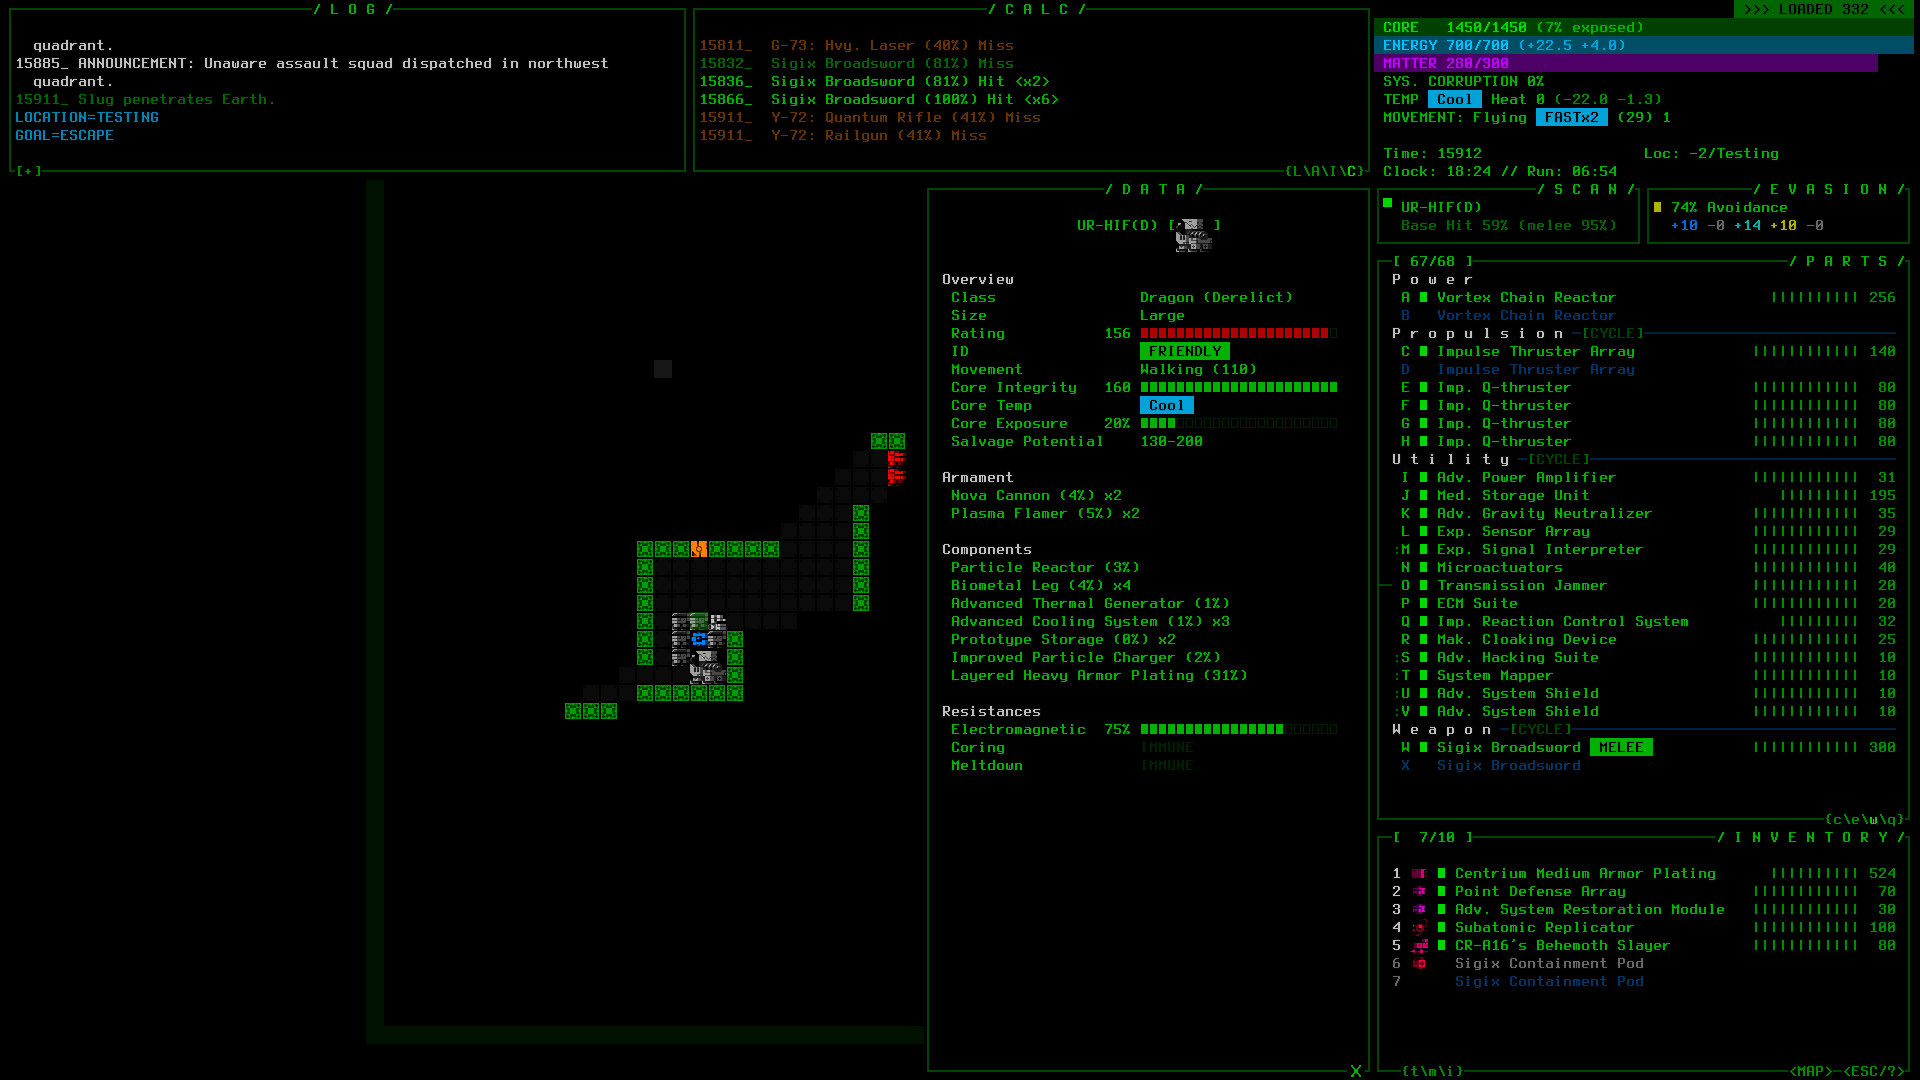 / L O G /
quadrant.
15885_ ANNOUNCEMENT: Unaware assault squad dispatched in northwest
quadrant.
15911_ Slug penetrates Earth.
LOCATION=TESTING
GOAL=ESCAPE
[+]
/ C A L C /
15811_ G-73: Hvy. Laser (40%) Miss
15832_ Sigix Broadsword (81%) Miss
15836_ Sigix Broadsword (81%) Hit <x2>
15866_ Sigix Broadsword (100%) Hit <x6>
15911_ Y-72: Quantum Rifle (41%) Miss
15911_ Y-72: Railgun (41%) Miss
{L\A\I\C}
>>> LOADED 332 <<<
CORE 1450/1450 (7% exposed)
ENERGY 700/700 (+22.5 +4.0)
MATTER 280/300
SYS. CORRUPTION 0%
TEMP Cool Heat 0 (-22.0 -1.3)
MOVEMENT: Flying FASTx2 (29) 1
Time: 15912 Loc: -2/Testing
Clock: 18:24 // Run: 06:54
/ S C A N /
UR-HIF(D)
Base Hit 59% (melee 95%)
/ E V A S I O N /
74% Avoidance
+10 -0 +14 +10 -0
/ D A T A /
UR-HIF(D) [ ]
Overview
Class Dragon (Derelict)
Size Large
Rating 156
ID FRIENDLY
Movement Walking (110)
Core Integrity 160
Core Temp Cool
Core Exposure 20%
Salvage Potential 130-200
Armament
Nova Cannon (4%) x2
Plasma Flamer (5%) x2
Components
Particle Reactor (3%)
Biometal Leg (4%) x4
Advanced Thermal Generator (1%)
Advanced Cooling System (1%) x3
Prototype Storage (0%) x2
Improved Particle Charger (2%)
Layered Heavy Armor Plating (31%)
Resistances
Electromagnetic 75%
Coring IMMUNE
Meltdown IMMUNE
X
[ 67/68 ] / P A R T S /
P o w e r
A Vortex Chain Reactor 256
B Vortex Chain Reactor
P r o p u l s i o n [CYCLE]
C Impulse Thruster Array 140
D Impulse Thruster Array
E Imp. Q-thruster 80
F Imp. Q-thruster 80
G Imp. Q-thruster 80
H Imp. Q-thruster 80
U t i l i t y [CYCLE]
I Adv. Power Amplifier 31
J Med. Storage Unit 195
K Adv. Gravity Neutralizer 35
L Exp. Sensor Array 29
:M Exp. Signal Interpreter 29
N Microactuators 40
O Transmission Jammer 20
P ECM Suite 20
Q Imp. Reaction Control System 32
R Mak. Cloaking Device 25
:S Adv. Hacking Suite 10
:T System Mapper 10
:U Adv. System Shield 10
:V Adv. System Shield 10
W e a p o n [CYCLE]
W Sigix Broadsword MELEE 300
X Sigix Broadsword
{c\e\w\q}
[ 7/10 ] / I N V E N T O R Y /
1 Centrium Medium Armor Plating 524
2 Point Defense Array 70
3 Adv. System Restoration Module 30
4 Subatomic Replicator 100
5 CR-A16's Behemoth Slayer 80
6 Sigix Containment Pod
7 Sigix Containment Pod
{t\m\i} <MAP> <ESC/?>